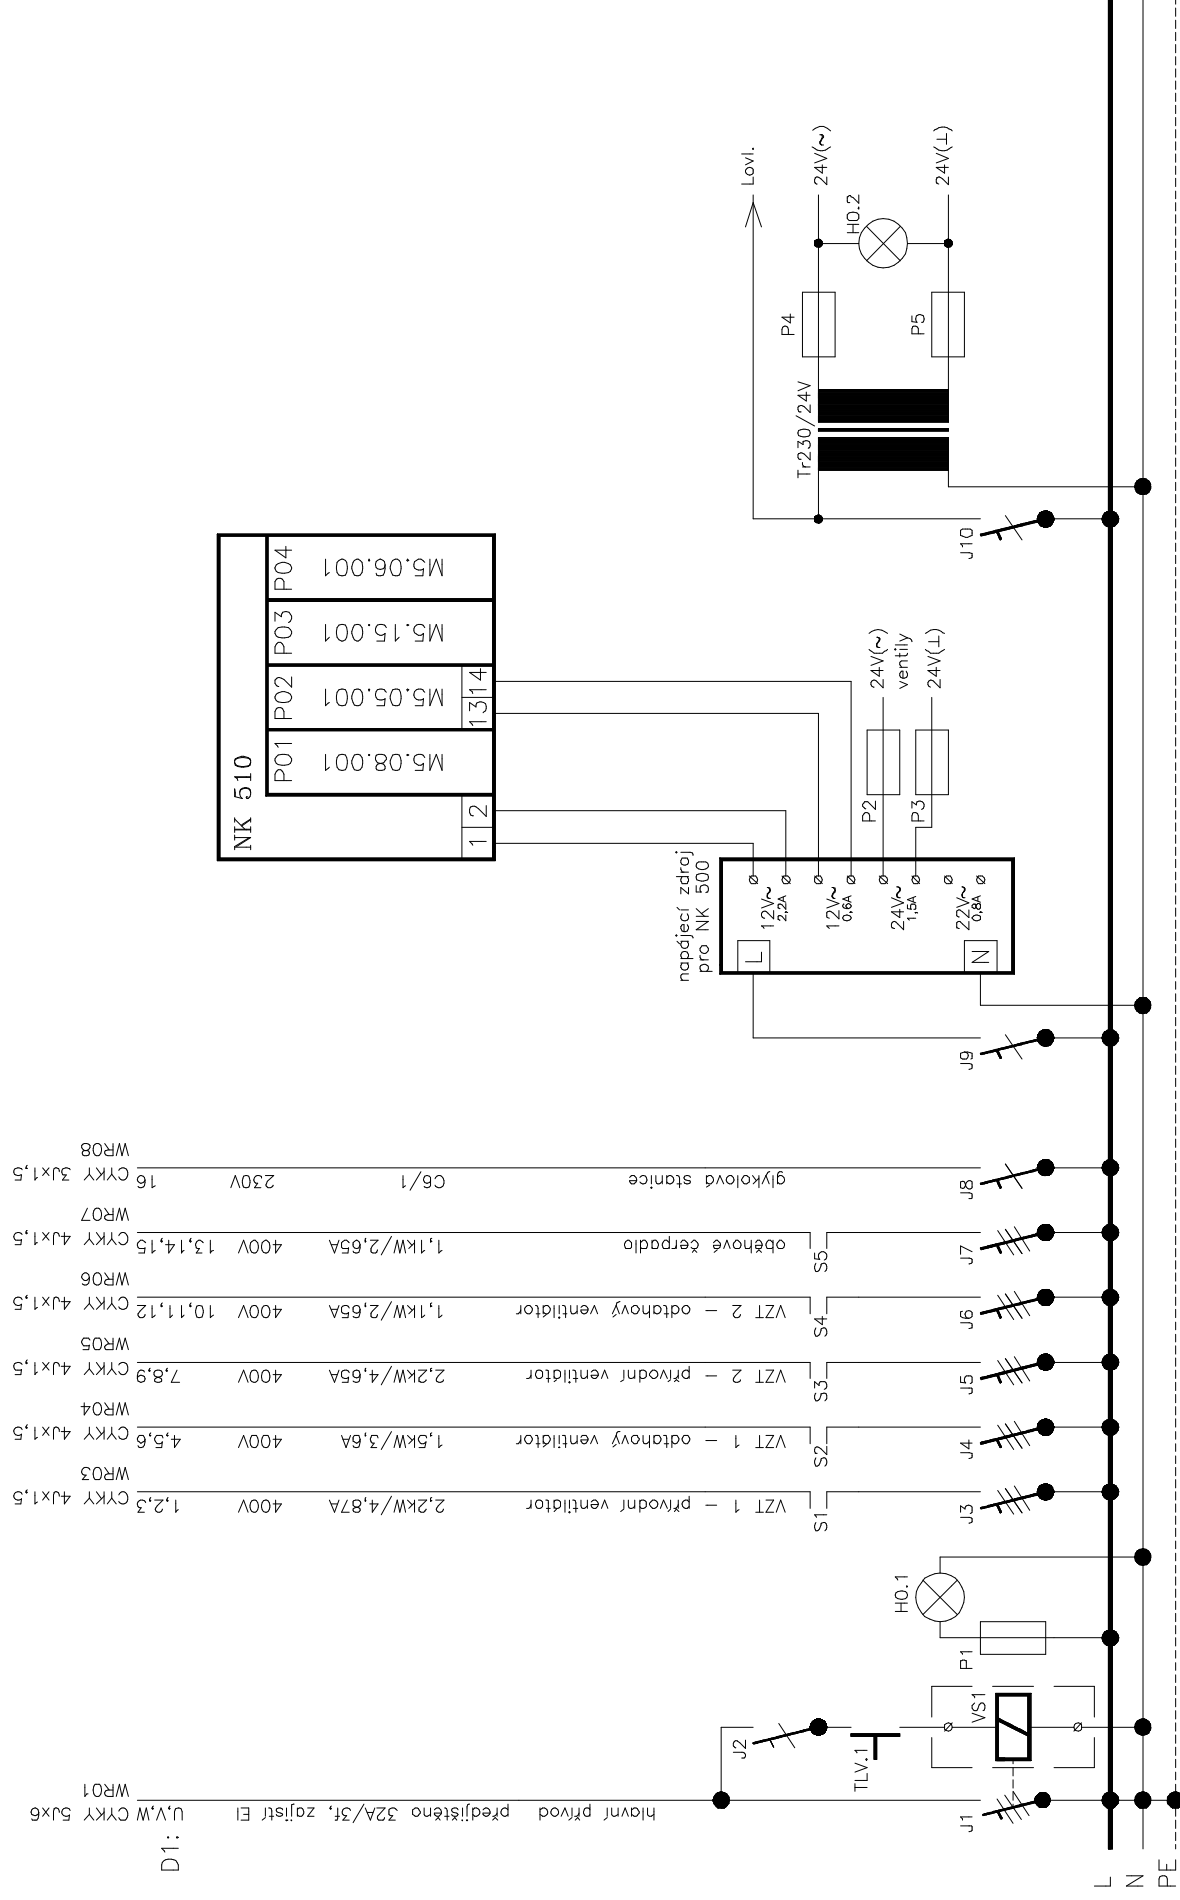 D1:
WR01
CYKY 5Jx6
U,V,W
hlavní přívod předjištěno 32A/3f, zajistí El
J1
J2
TLV.1
VS1
P1
H0.1
WR03
CYKY 4Jx1,5
1,2,3
400V
2,2kW/4,87A
VZT 1 - přívodní ventilátor
S1
J3
WR04
CYKY 4Jx1,5
4,5,6
400V
1,5kW/3,6A
VZT 1 - odtahový ventilátor
S2
J4
WR05
CYKY 4Jx1,5
7,8,9
400V
2,2kW/4,65A
VZT 2 - přívodní ventilátor
S3
J5
WR06
CYKY 4Jx1,5
10,11,12
400V
1,1kW/2,65A
VZT 2 - odtahový ventilátor
S4
J6
WR07
CYKY 4Jx1,5
13,14,15
400V
1,1kW/2,65A
oběhové čerpadlo
S5
J7
WR08
CYKY 3Jx1,5
16
230V
C6/1
glykolová stanice
J8
J9
napájecí zdroj
pro NK 500
L
N
12V~
2,2A
12V~
0,6A
24V~
1,5A
22V~
0,8A
P2
24V(~)
ventily
P3
24V(⊥)
NK 510
P01
P02
P03
P04
M5.08.001
M5.05.001
M5.15.001
M5.06.001
1
2
13
14
J10
Tr230/24V
P4
P5
H0.2
Lovl.
24V(~)
24V(⊥)
L
N
PE